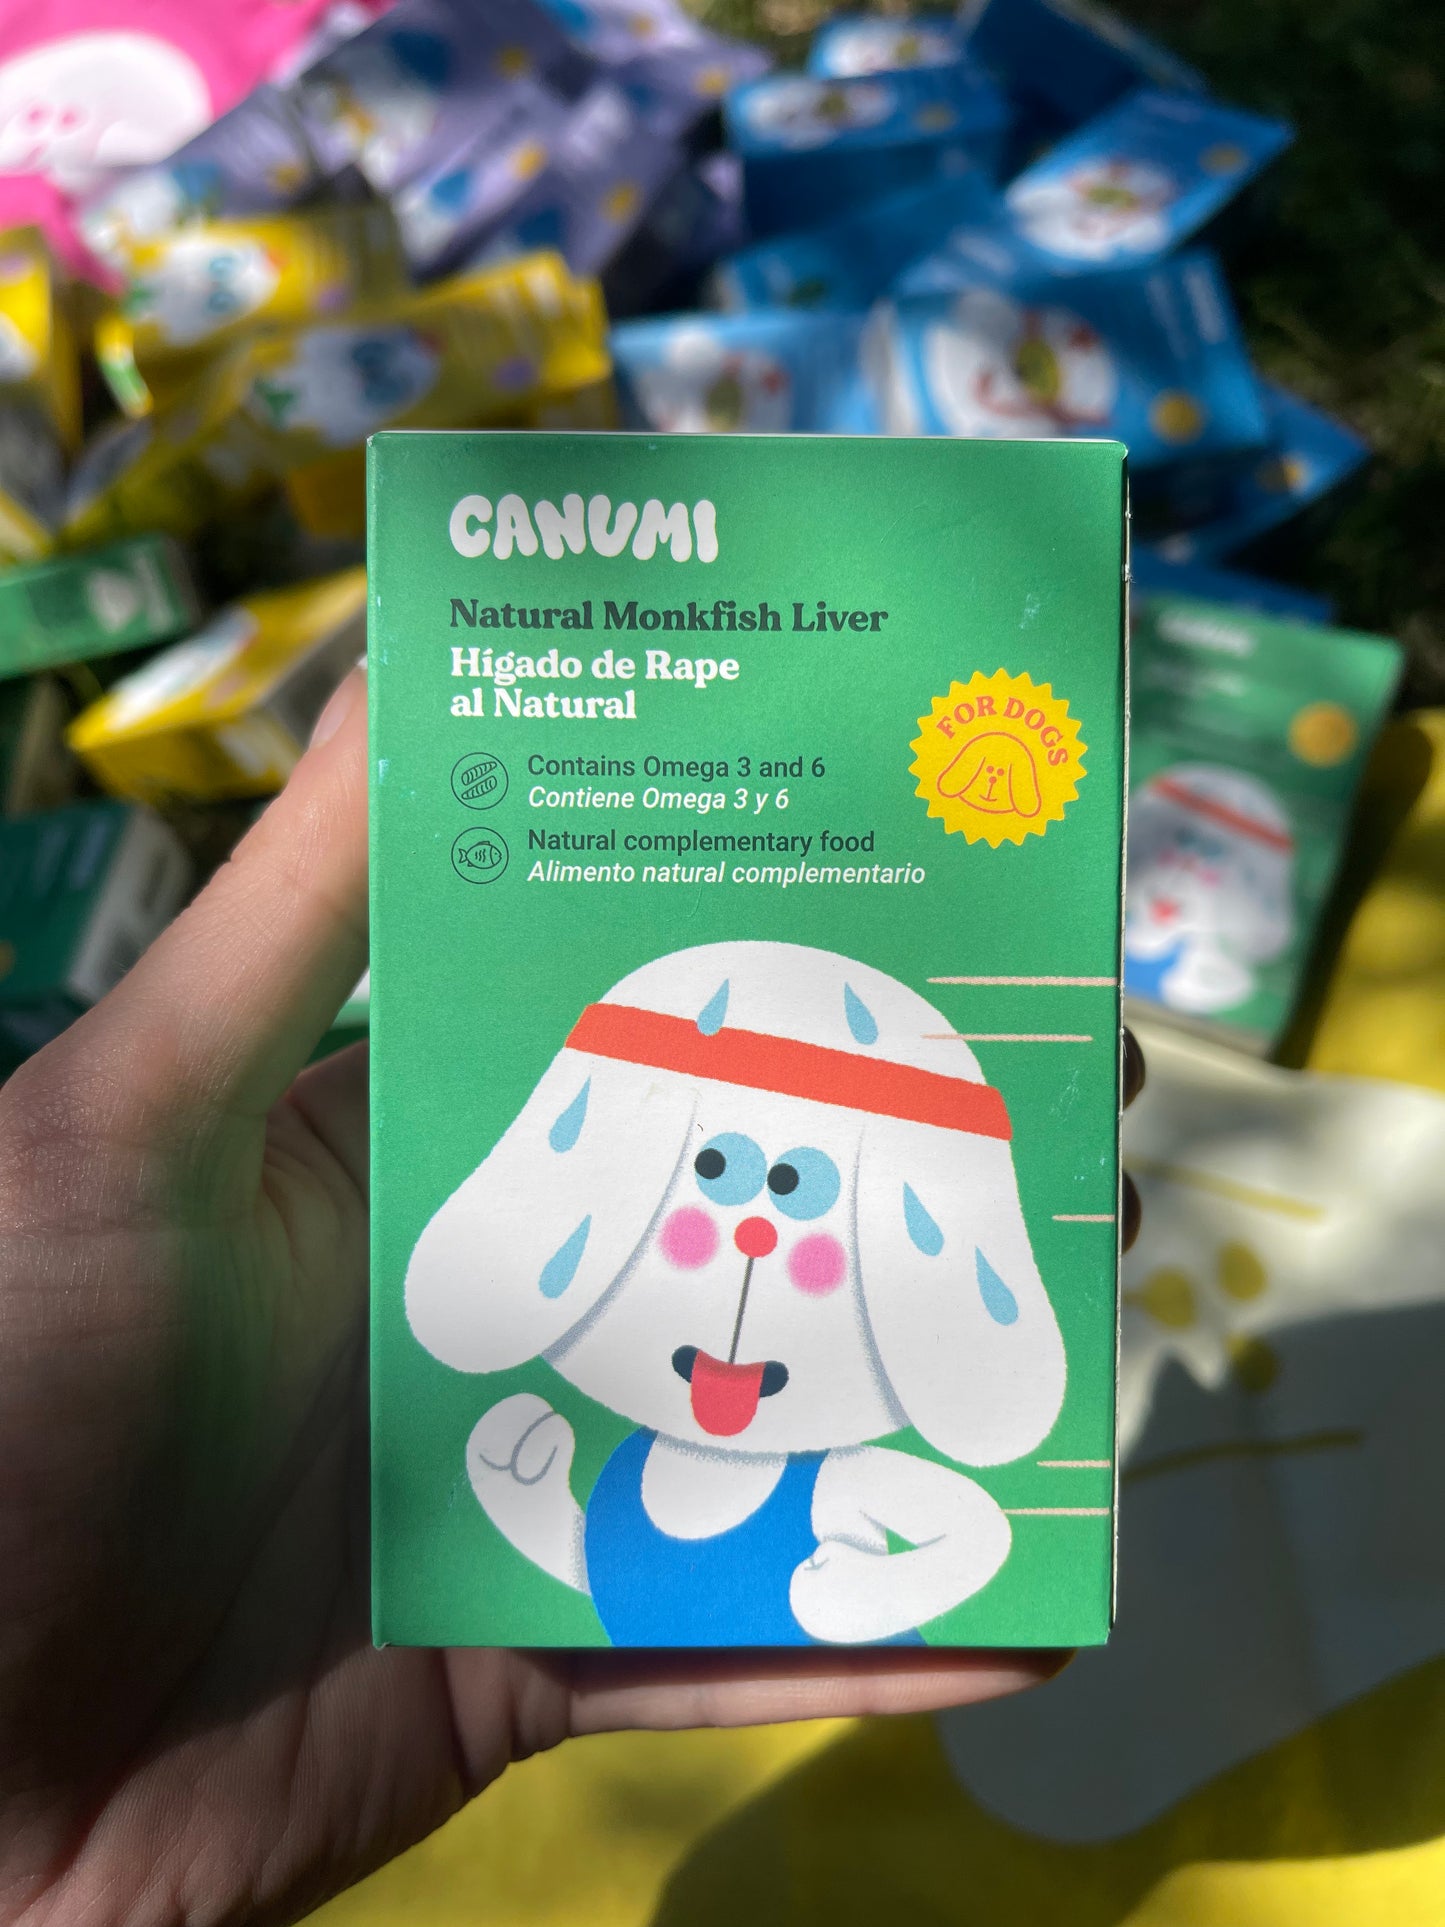 CANUMI
Natural Monkfish Liver
Hígado de Rape
al Natural
FOR DOGS
Contains Omega 3 and 6
Contiene Omega 3 y 6
Natural complementary food
Alimento natural complementario
CANUMI